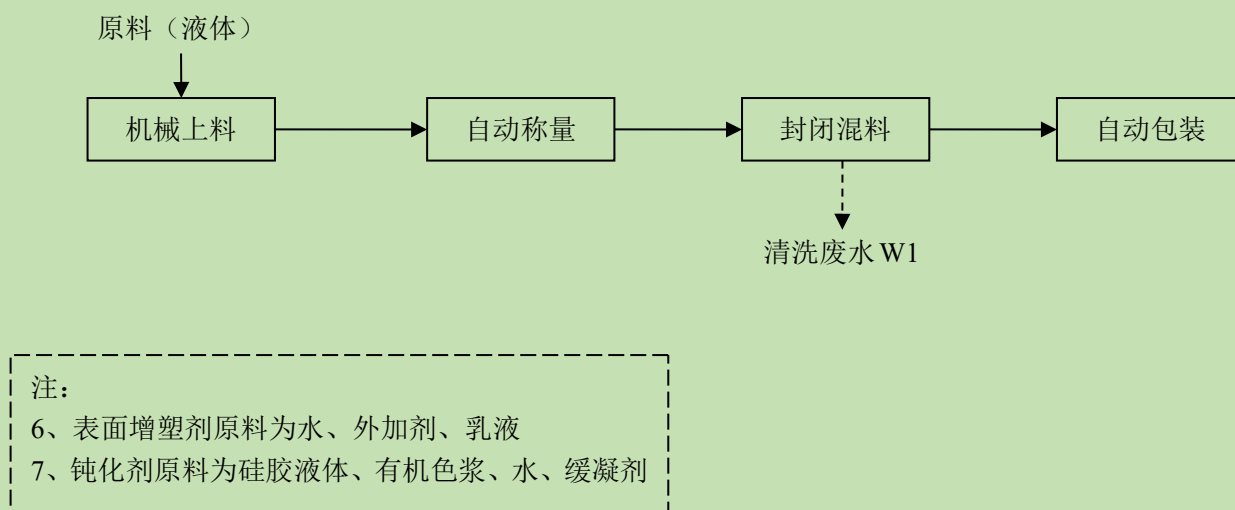 原料（液体）
机械上料
自动称量
封闭混料
自动包装
清洗废水 W1
注：
6、表面增塑剂原料为水、外加剂、乳液
7、钝化剂原料为硅胶液体、有机色浆、水、缓凝剂